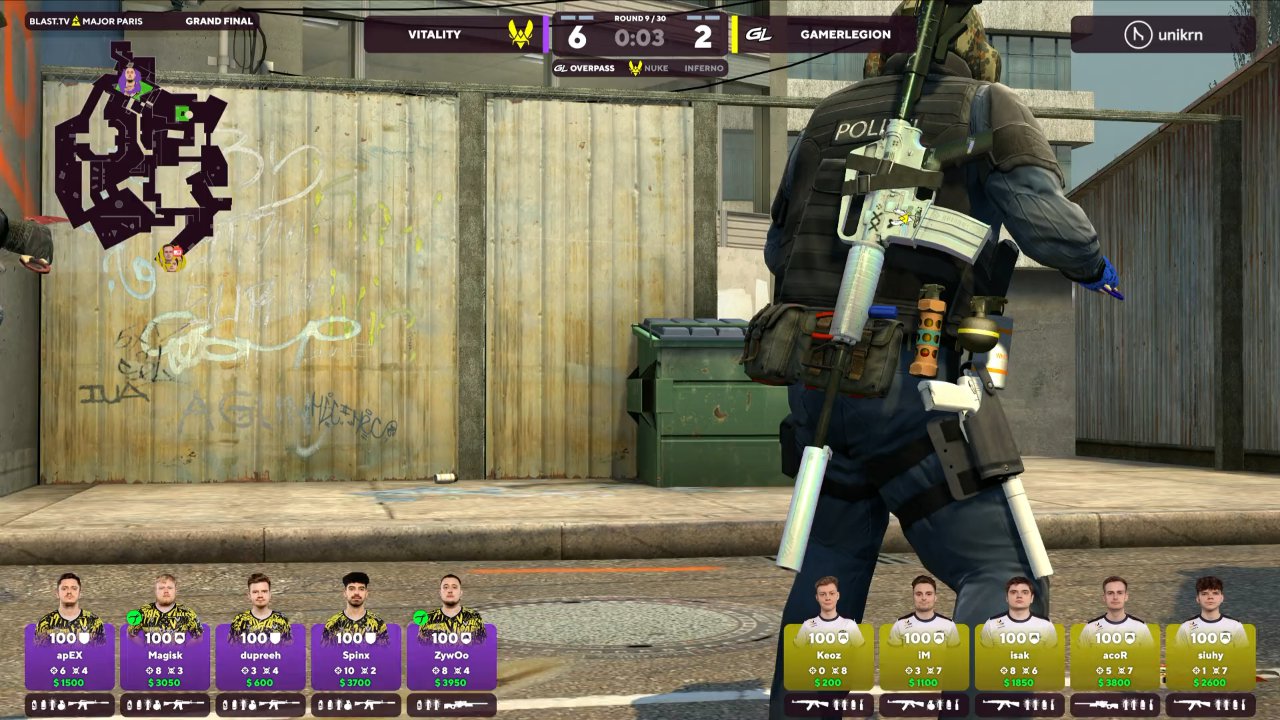 BLAST.TV MAJOR PARIS
GRAND FINAL
VITALITY
6
ROUND 9 / 30
0:03
2
GL
GAMERLEGION
GL OVERPASS
NUKE
INFERNO
unikrn
POLIZEI
100
apEX
6 4
$1500
100
Magisk
8 3
$3050
100
dupreeh
3 4
$600
100
Spinx
10 2
$3700
100
ZywOo
8 4
$3950
100
Keoz
0 8
$200
100
iM
3 7
$1100
100
isak
8 6
$1850
100
acoR
5 7
$3800
100
siuhy
1 7
$2600